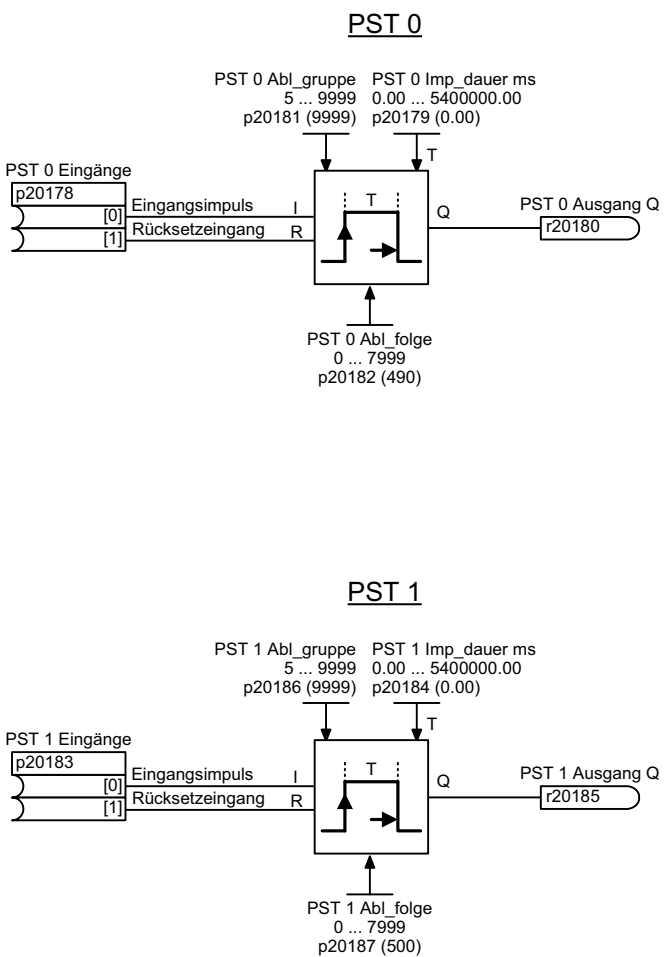 PST 0
PST 0 Abl_gruppe
5 ... 9999
p20181 (9999)
PST 0 Imp_dauer ms
0.00 ... 5400000.00
p20179 (0.00)
T
PST 0 Eingänge
p20178
[0]
Eingangsimpuls
I
[1]
Rücksetzeingang
R
T
Q
PST 0 Ausgang Q
r20180
PST 0 Abl_folge
0 ... 7999
p20182 (490)
PST 1
PST 1 Abl_gruppe
5 ... 9999
p20186 (9999)
PST 1 Imp_dauer ms
0.00 ... 5400000.00
p20184 (0.00)
T
PST 1 Eingänge
p20183
[0]
Eingangsimpuls
I
[1]
Rücksetzeingang
R
T
Q
PST 1 Ausgang Q
r20185
PST 1 Abl_folge
0 ... 7999
p20187 (500)